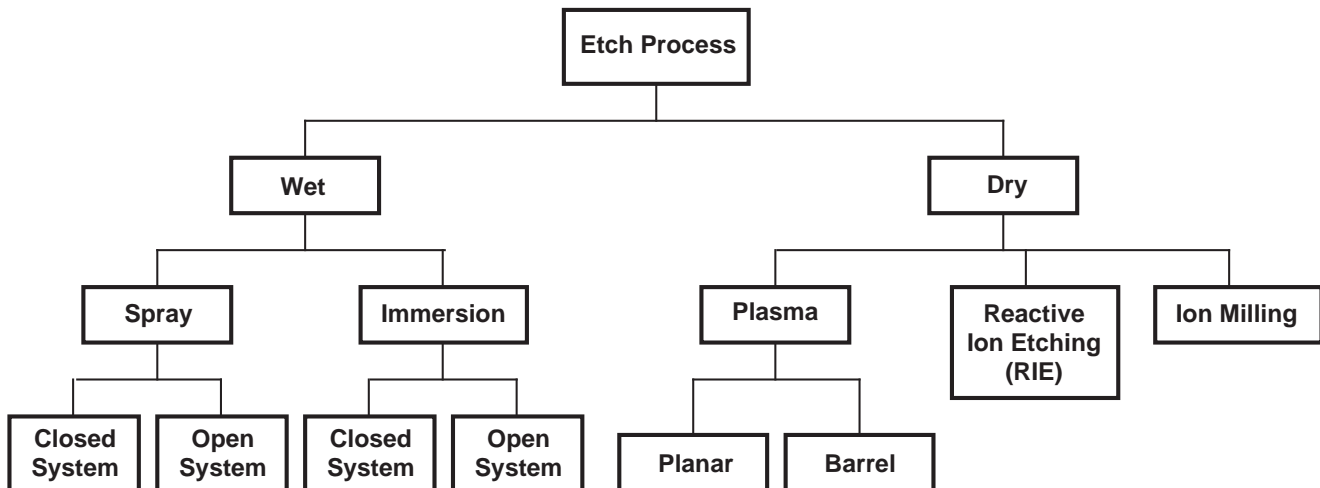 Etch Process
Wet
Dry
Spray
Immersion
Plasma
Reactive
Ion Etching
(RIE)
Ion Milling
Closed
System
Open
System
Closed
System
Open
System
Planar
Barrel